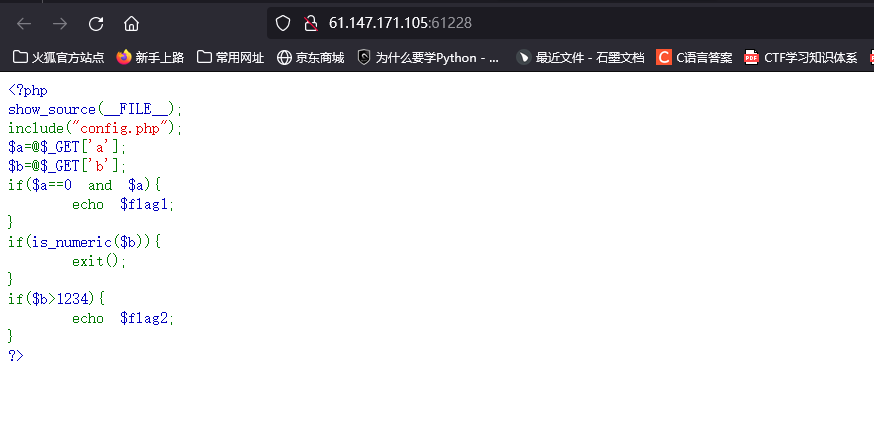 61.147.171.105:61228
火狐官方站点 新手上路 常用网址 京东商城 为什么要学Python - ... 最近文件 - 石墨文档 C C语言答案 PDF CTF学习知识体系
<?php
show_source(__FILE__);
include("config.php");
$a=@$_GET['a'];
$b=@$_GET['b'];
if($a==0 and $a){
echo $flag1;
}
if(is_numeric($b)){
exit();
}
if($b>1234){
echo $flag2;
}
?>